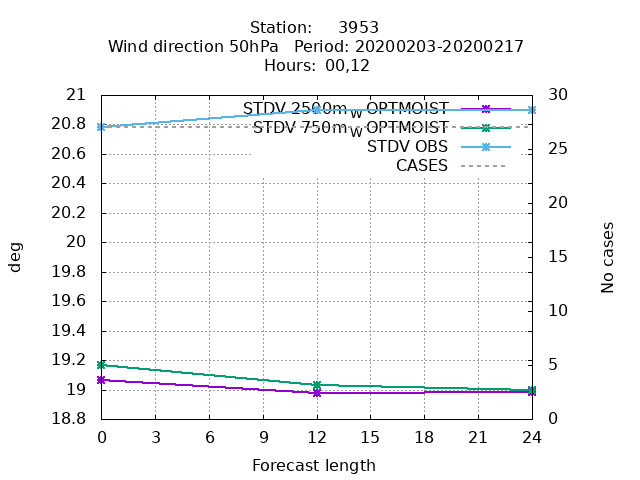 Station: 3953
Wind direction 50hPa Period: 20200203-20200217
Hours: 00,12
deg
21
20.8
20.6
20.4
20.2
20
19.8
19.6
19.4
19.2
19
18.8
STDV 2500m_W OPTMOIST
STDV 750m_W OPTMOIST
STDV OBS
CASES
30
25
20
15
10
5
0
No cases
0 3 6 9 12 15 18 21 24
Forecast length